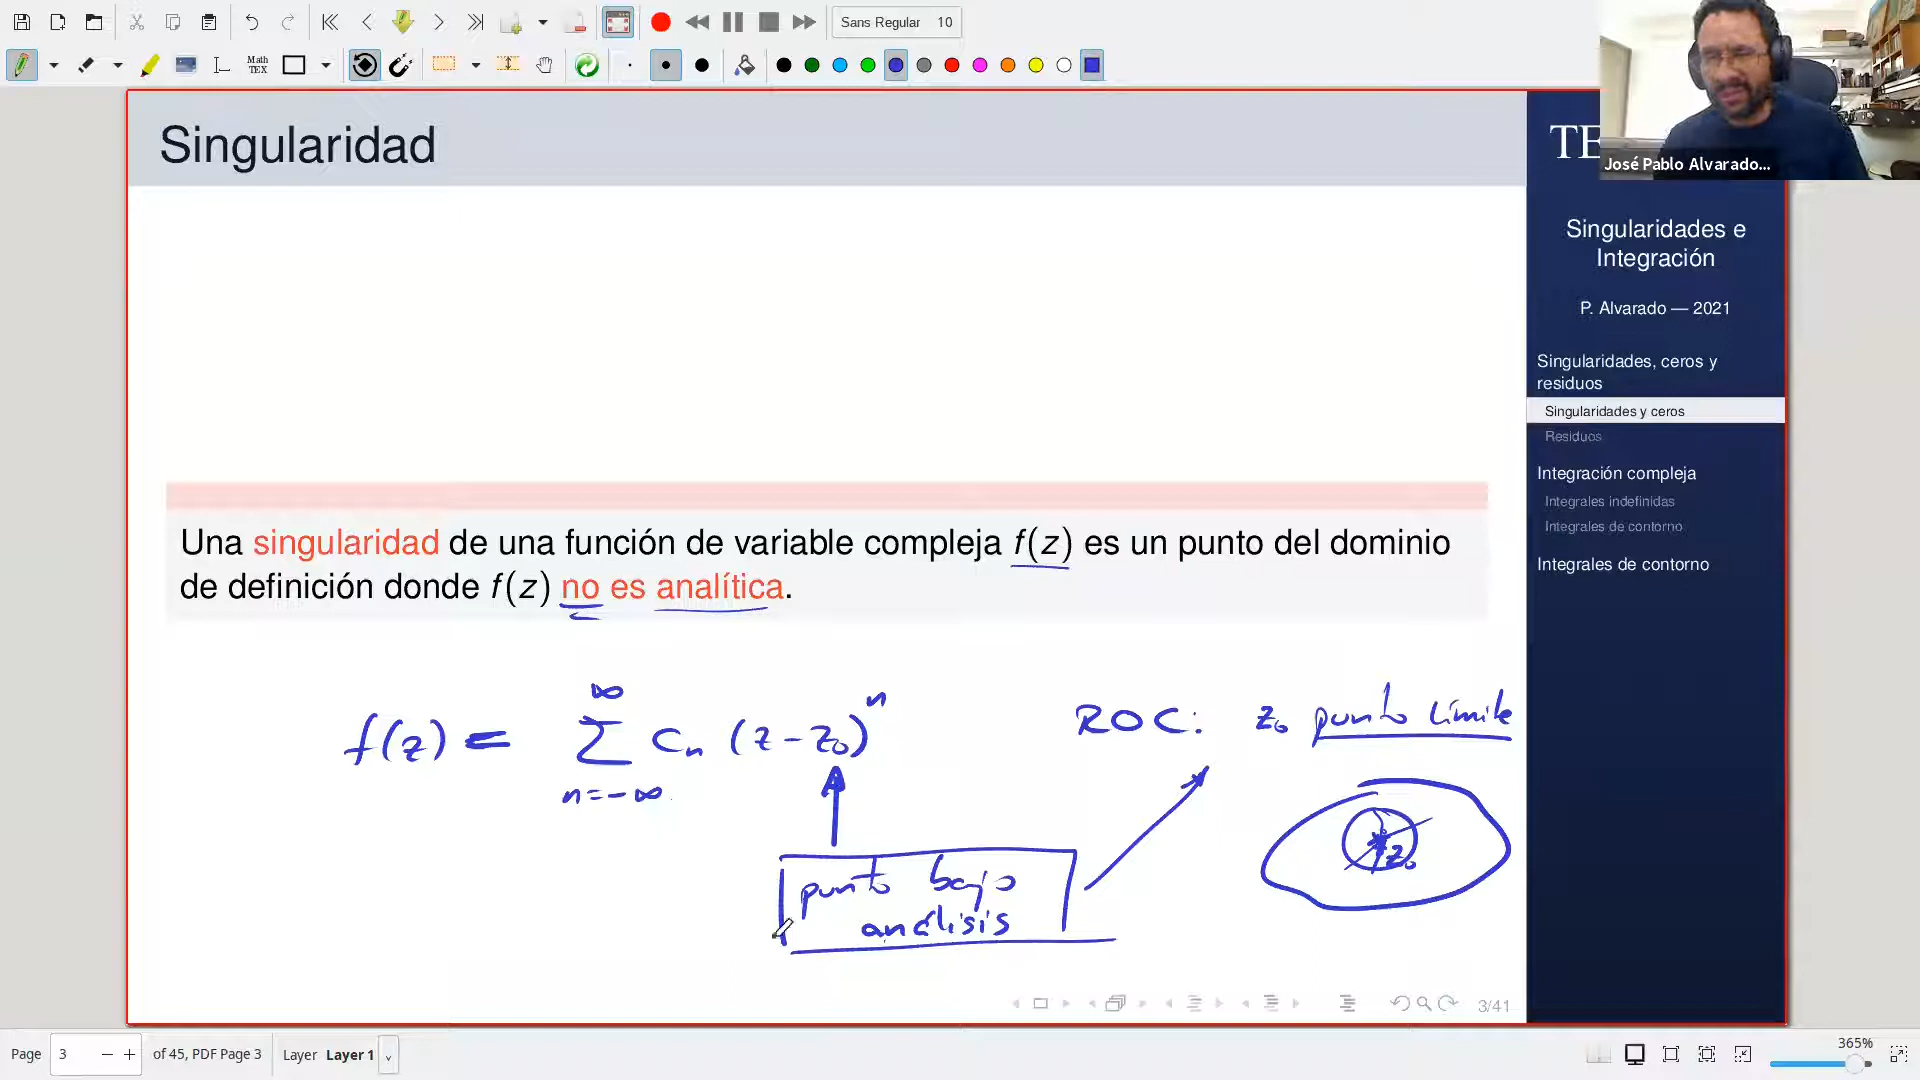 Sans Regular 10
Math
TEX
Singularidad
TE
José Pablo Alvarado...
Singularidades e
Integración
P. Alvarado — 2021
Singularidades, ceros y
residuos
Singularidades y ceros
Residuos
Integración compleja
Integrales indefinidas
Integrales de contorno
Integrales de contorno
Una singularidad de una función de variable compleja f(z) es un punto del dominio
de definición donde f(z) no es analítica.
f(z) = ∞ Σ n=-∞ cₙ (z-z₀)ⁿ
ROC: z₀ punto límite
z₀
punto bajo
análisis
3/41
Page 3 of 45, PDF Page 3 Layer Layer 1
365%